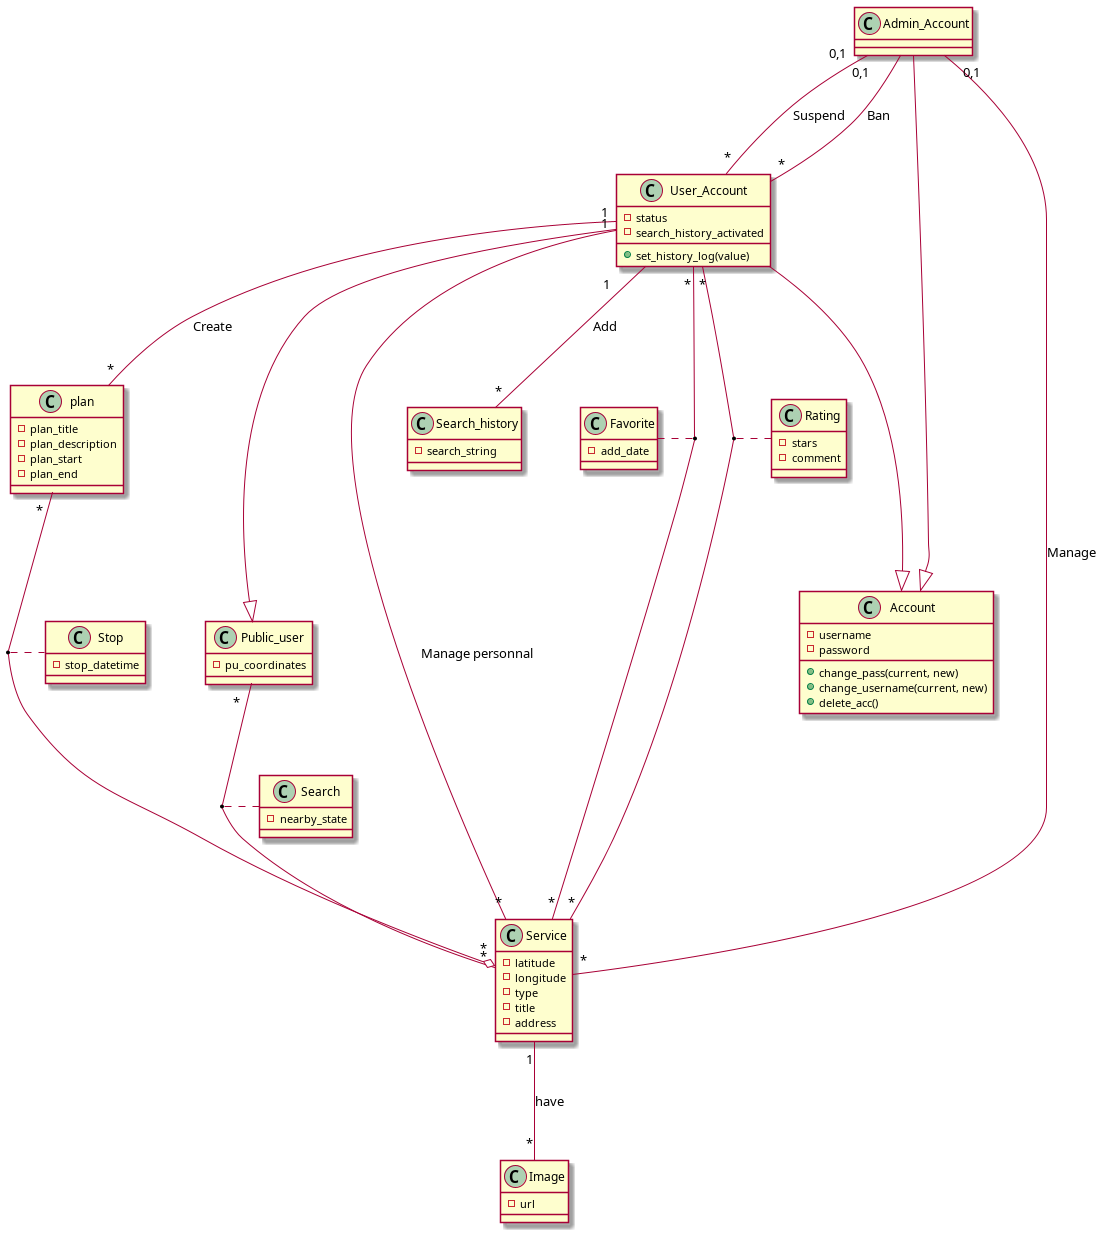 C Admin_Account
0,1
0,1
0,1
Suspend
Ban
*
*
C User_Account
status
search_history_activated
set_history_log(value)
1
1
1
*
*
Create
Add
*
*
C plan
plan_title
plan_description
plan_start
plan_end
C Search_history
search_string
C Favorite
add_date
C Rating
stars
comment
*
Manage
C Account
username
password
change_pass(current, new)
change_username(current, new)
delete_acc()
C Stop
stop_datetime
C Public_user
pu_coordinates
Manage personnal
*
C Search
nearby_state
*
*
*
*
*
*
C Service
latitude
longitude
type
title
address
1
have
*
C Image
url